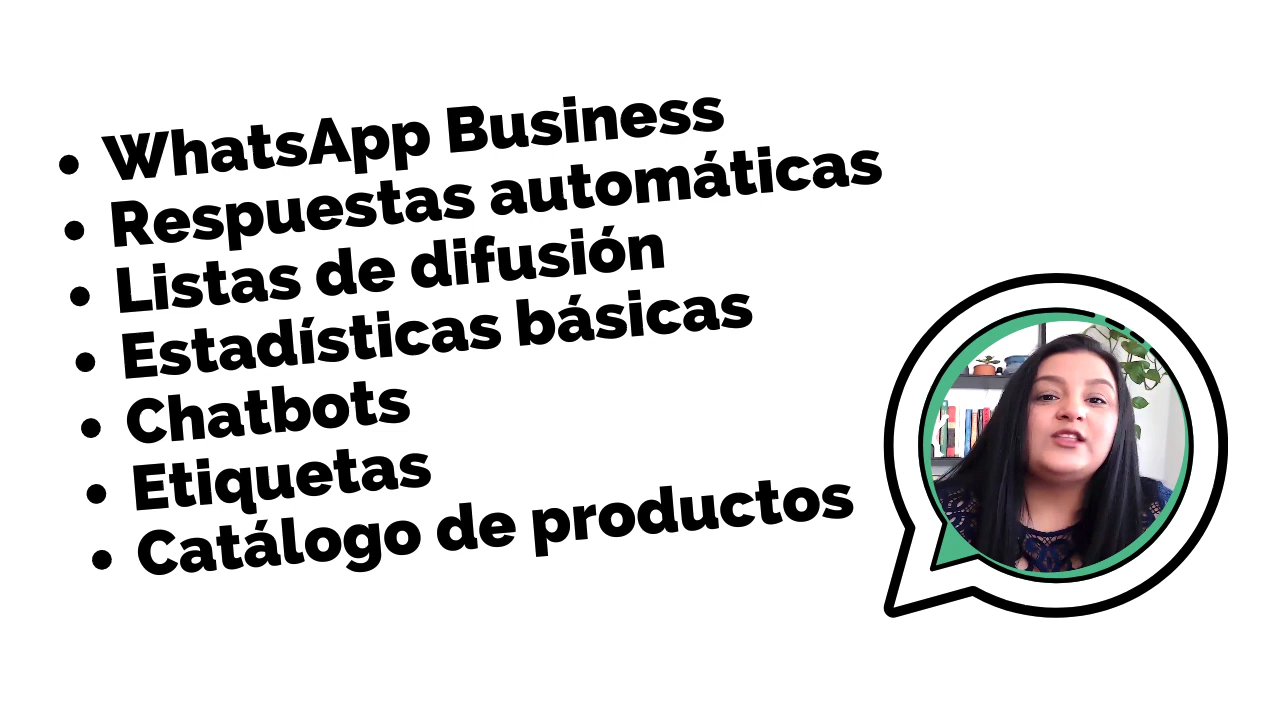 WhatsApp Business
Respuestas automáticas
Listas de difusión
Estadísticas básicas
Chatbots
Etiquetas
Catálogo de productos